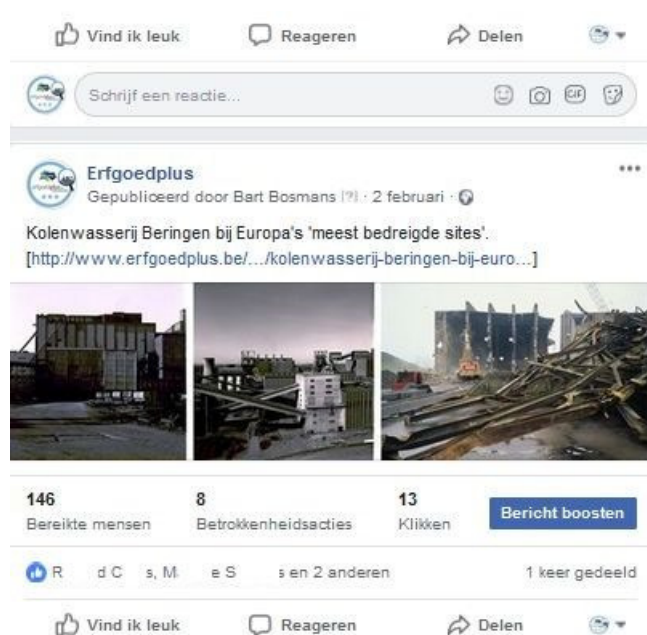 Vind ik leuk Reageren Delen
Schrijf een reactie... GIF
Erfgoedplus
Gepubliceerd door Bart Bosmans [?] · 2 februari ·
Kolenwasserij Beringen bij Europa's 'meest bedreigde sites'.
[http://www.erfgoedplus.be/.../kolenwasserij-beringen-bij-euro...]
146 8 13
Bereikte mensen Betrokkenheidsacties Klikken Bericht boosten
R d C s, M e S s en 2 anderen 1 keer gedeeld
Vind ik leuk Reageren Delen